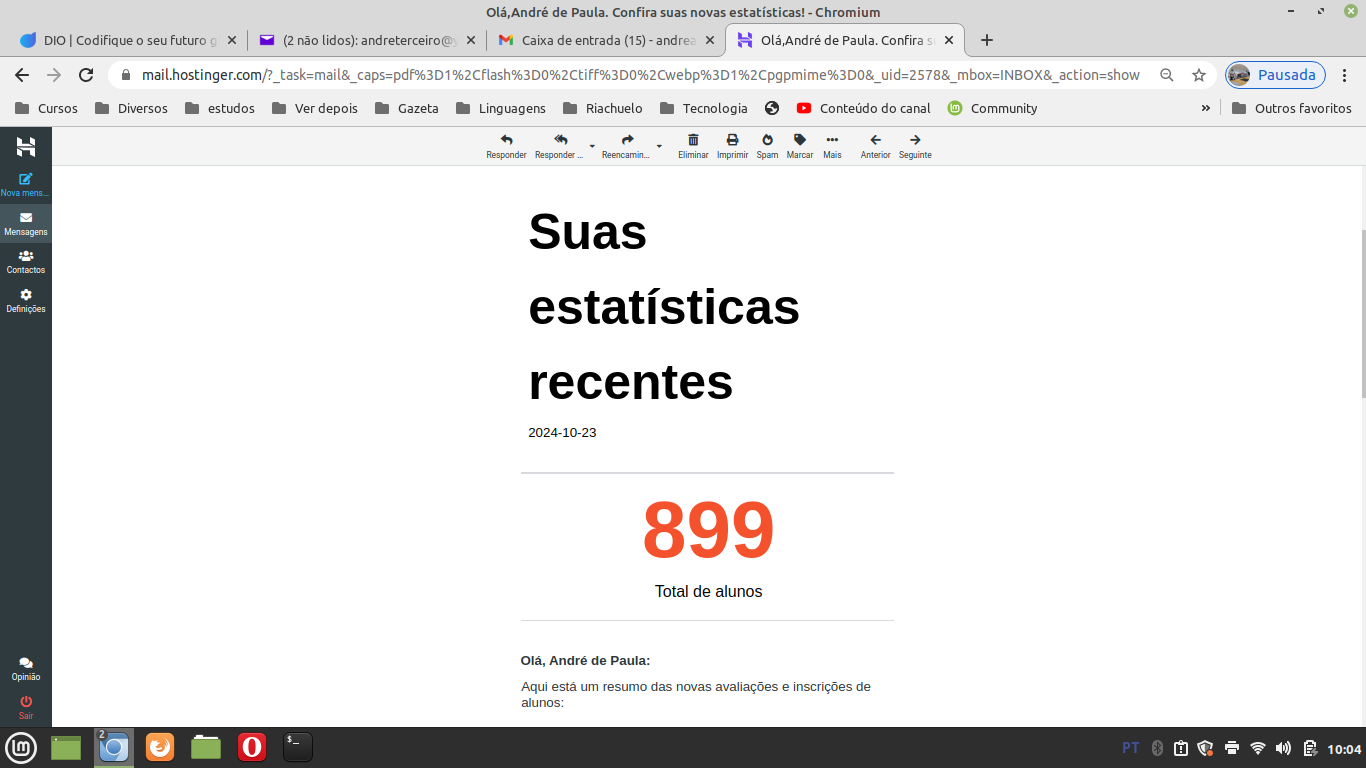 Olá,André de Paula. Confira suas novas estatísticas! - Chromium
DIO | Codifique o seu futuro g
(2 não lidos): andreterceiro@y
Caixa de entrada (15) - andrea
Olá,André de Paula. Confira s
mail.hostinger.com/?_task=mail&_caps=pdf%3D1%2Cflash%3D0%2Ctiff%3D0%2Cwebp%3D1%2Cpgpmime%3D0&_uid=2578&_mbox=INBOX&_action=show
Pausada
Cursos
Diversos
estudos
Ver depois
Gazeta
Linguagens
Riachuelo
Tecnologia
Conteúdo do canal
Community
»
Outros favoritos
Responder
Responder ...
Reencamin...
Eliminar
Imprimir
Spam
Marcar
Mais
Anterior
Seguinte
Nova mens...
Mensagens
Contactos
Definições
Suas
estatísticas
recentes
2024-10-23
899
Total de alunos
Olá, André de Paula:
Aqui está um resumo das novas avaliações e inscrições de
alunos:
Opinião
Sair
2
$_
PT
10:04